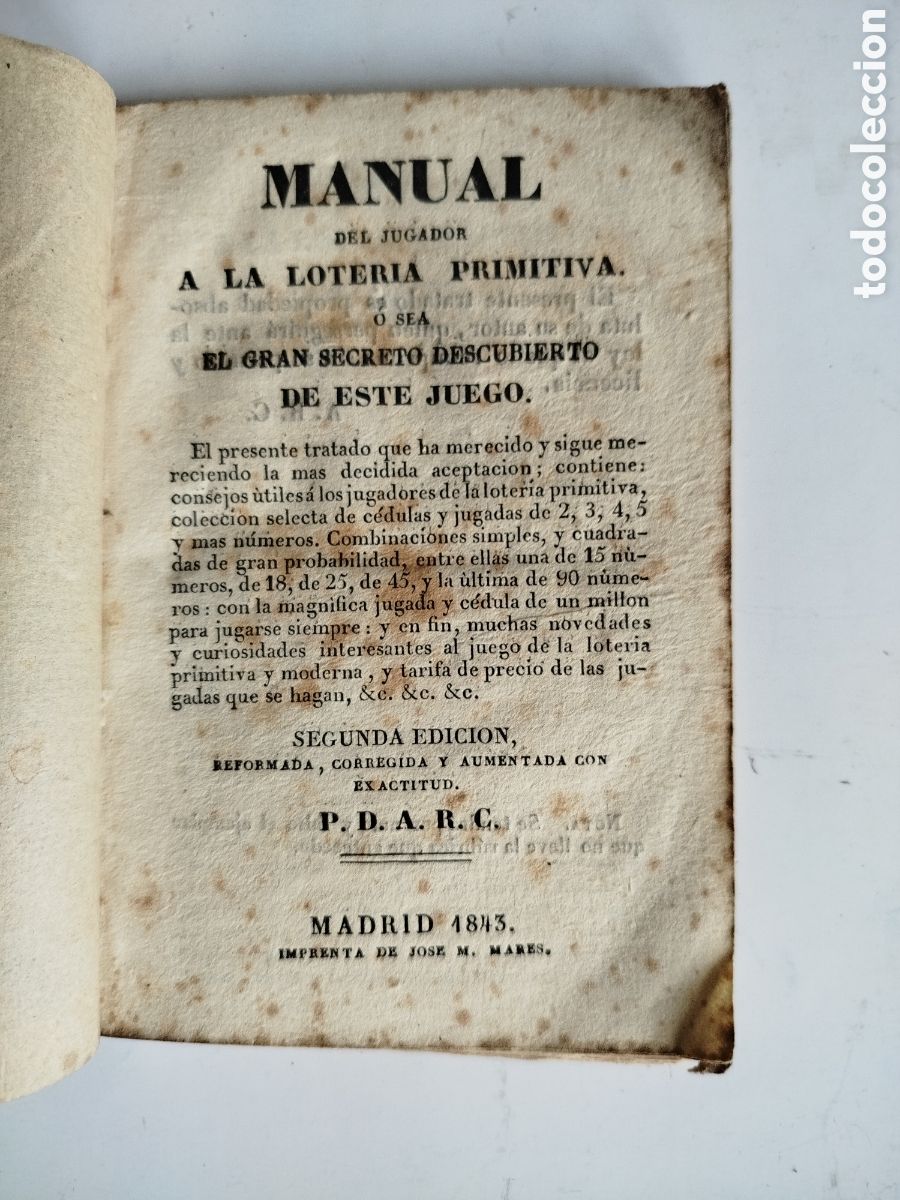 MANUAL
DEL JUGADOR
A LA LOTERIA PRIMITIVA.
Ó SEA
EL GRAN SECRETO DESCUBIERTO
DE ESTE JUEGO.
El presente tratado que ha merecido y sigue me-
reciendo la mas decidida aceptacion; contiene:
consejos ùtiles á los jugadores de la lotería primitiva,
coleccion selecta de cédulas y jugadas de 2, 3, 4, 5
y mas números. Combinaciones simples, y cuadra-
das de gran probabilidad, entre ellas una de 15 nù-
meros, de 18, de 25, de 45, y la ùltima de 90 núme-
ros: con la magnifica jugada y cédula de un millon
para jugarse siempre: y en fin, muchas novedades
y curiosidades interesantes al juego de la loteria
primitiva y moderna, y tarifa de precio de las ju-
gadas que se hagan, &c. &c. &c.
SEGUNDA EDICION,
REFORMADA, CORREGIDA Y AUMENTADA CON
EXACTITUD.
P. D. A. R. C.
MADRID 1843.
IMPRENTA DE JOSE M. MARES.
todocoleccion